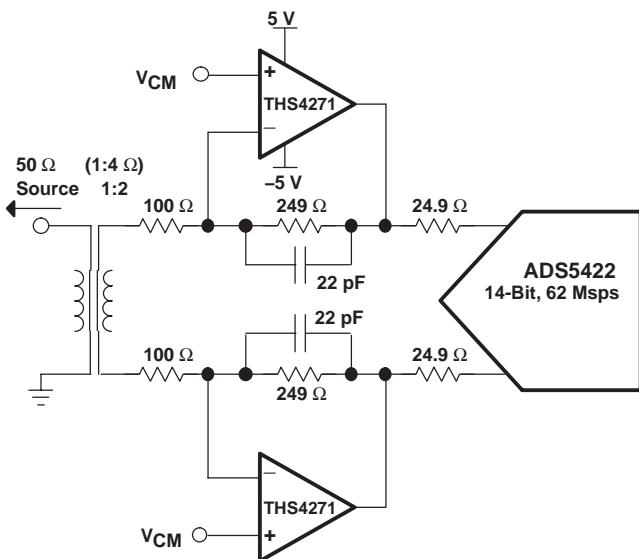 5 V
V_CM
+
THS4271
−
−5 V
50 Ω
Source
(1:4 Ω)
1:2
100 Ω
249 Ω
24.9 Ω
22 pF
ADS5422
14-Bit, 62 Msps
22 pF
100 Ω
249 Ω
24.9 Ω
−
THS4271
V_CM
+